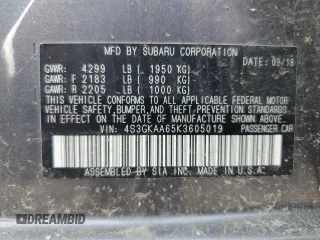 MFD BY SUBARU CORPORATION
GVWR: 4299 LB ( 1950 KG) DATE: 09/18
GAWR: F 2183 LB ( 990 KG)
GAWR: R 2205 LB ( 1000 KG)
THIS VEHICLE CONFORMS TO ALL APPLICABLE FEDERAL MOTOR
VEHICLE SAFETY, BUMPER, AND THEFT PREVENTION STANDARDS
IN EFFECT ON THE DATE OF MANUFACTURE SHOWN ABOVE.
VIN: 4S3GKAA65K3605019 PASSENGER CAR
ASSEMBLED BY SIA, INC. MADE IN U.S.A.
© IAAI/BIDMAX